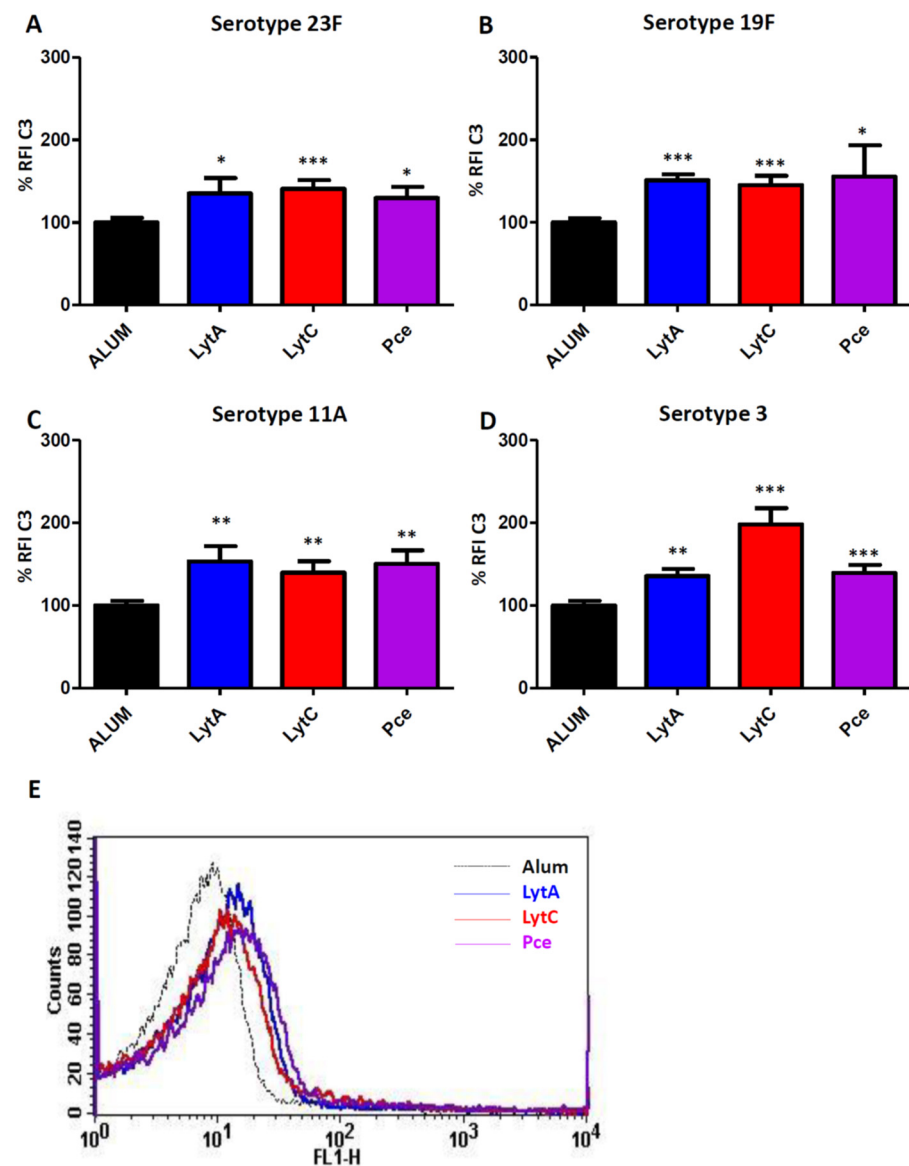 A
Serotype 23F
% RFI C3
300
200
100
0
*
***
*
ALUM
LytA
LytC
Pce
B
Serotype 19F
% RFI C3
300
200
100
0
***
***
*
ALUM
LytA
LytC
Pce
C
Serotype 11A
% RFI C3
300
200
100
0
**
**
**
ALUM
LytA
LytC
Pce
D
Serotype 3
% RFI C3
300
200
100
0
**
***
***
ALUM
LytA
LytC
Pce
E
Counts
140
120
100
80
60
40
20
0
Alum
LytA
LytC
Pce
10⁰
10¹
10²
10³
10⁴
FL1-H